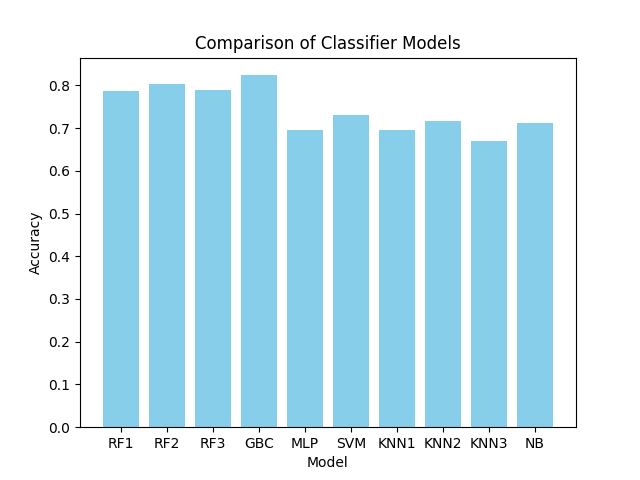 Comparison of Classifier Models
Accuracy
0.8
0.7
0.6
0.5
0.4
0.3
0.2
0.1
0.0
RF1 RF2 RF3 GBC MLP SVM KNN1 KNN2 KNN3 NB
Model